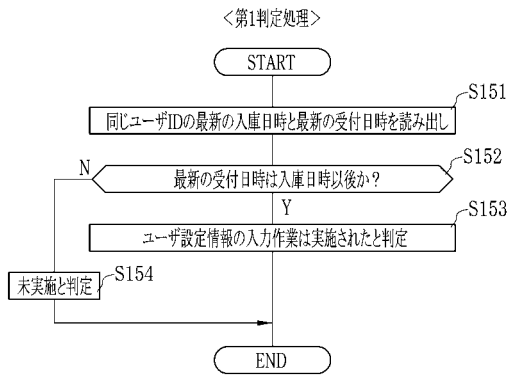 ＜第1判定処理＞
START
S151
同じユーザIDの最新の入庫日時と最新の受付日時を読み出し
S152
N
最新の受付日時は入庫日時以後か？
Y
S153
ユーザ設定情報の入力作業は実施されたと判定
S154
未実施と判定
END